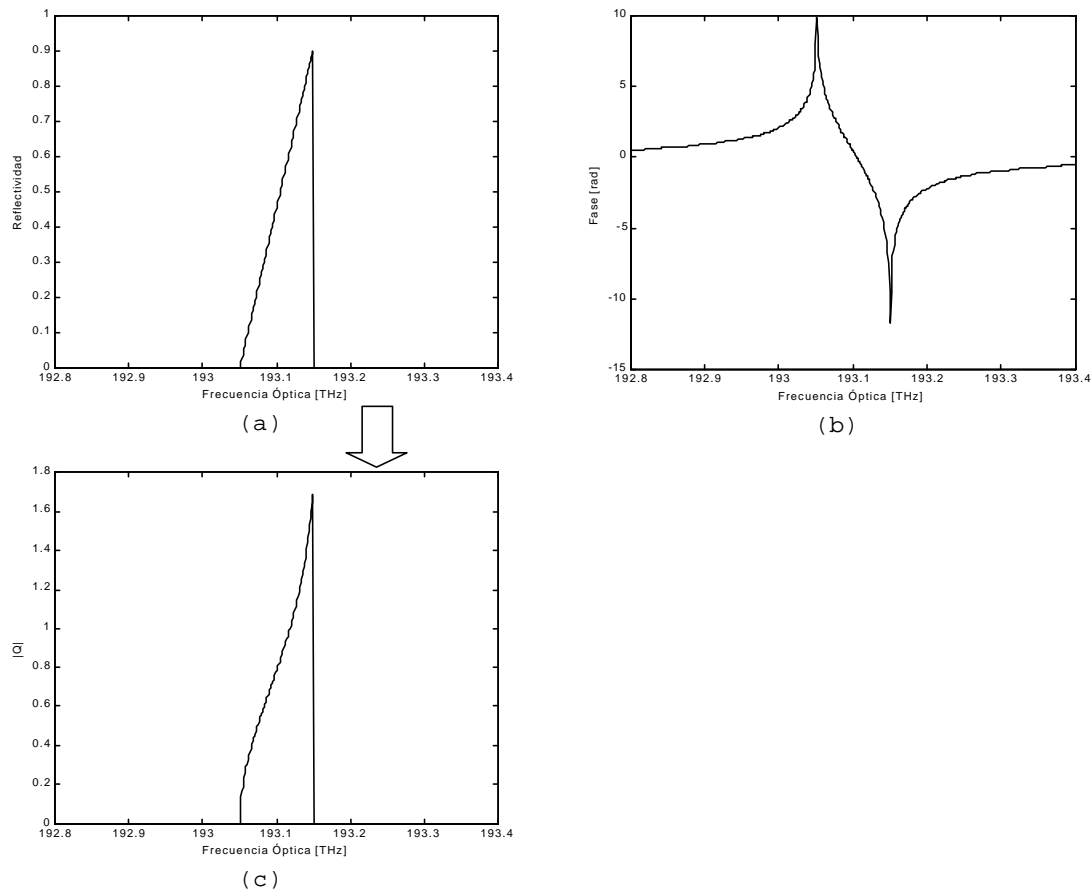 1
0.9
0.8
0.7
0.6
0.5
0.4
0.3
0.2
0.1
0
Reflectividad
192.8 192.9 193 193.1 193.2 193.3 193.4
Frecuencia Óptica [THz]
(a)
10
5
0
-5
-10
-15
Fase [rad]
192.8 192.9 193 193.1 193.2 193.3 193.4
Frecuencia Óptica [THz]
(b)
1.8
1.6
1.4
1.2
1
0.8
0.6
0.4
0.2
0
|Q|
192.8 192.9 193 193.1 193.2 193.3 193.4
Frecuencia Óptica [THz]
(c)